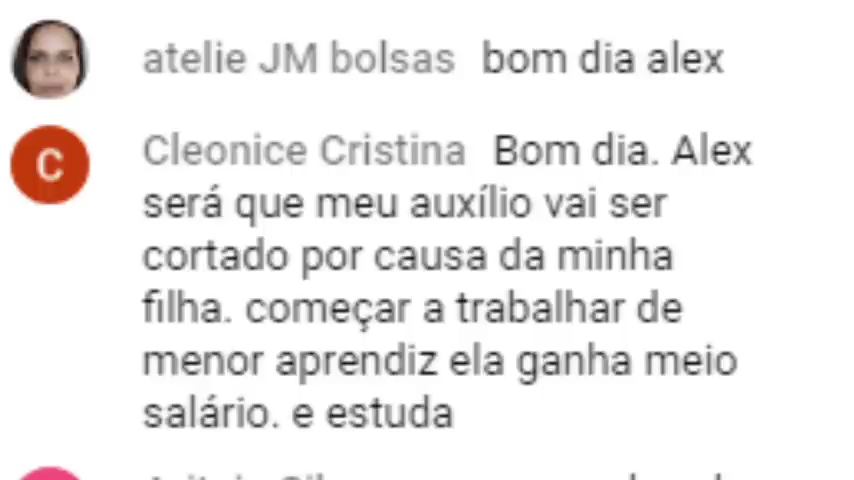 atelie JM bolsas bom dia alex
C
Cleonice Cristina Bom dia. Alex
será que meu auxílio vai ser
cortado por causa da minha
filha. começar a trabalhar de
menor aprendiz ela ganha meio
salário. e estuda